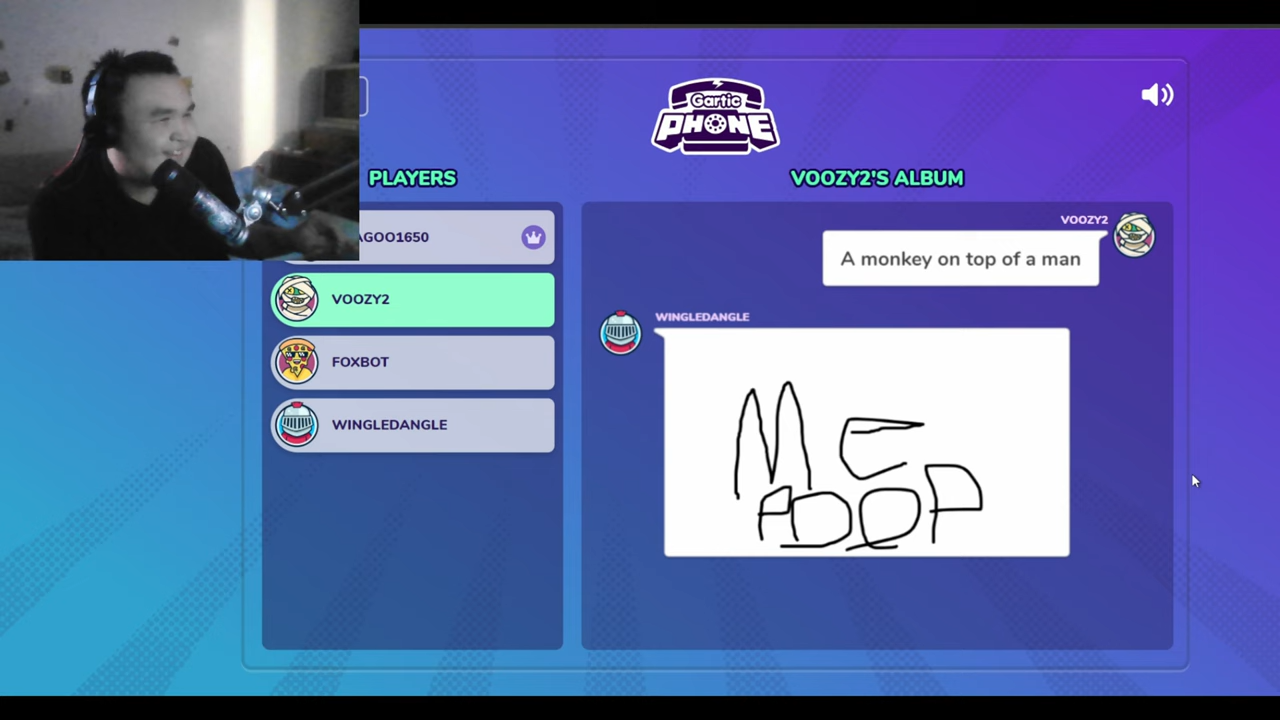 Gartic
PHONE
PLAYERS
AGOO1650
VOOZY2
FOXBOT
WINGLEDANGLE
VOOZY2'S ALBUM
VOOZY2
A monkey on top of a man
WINGLEDANGLE
ME
POOP